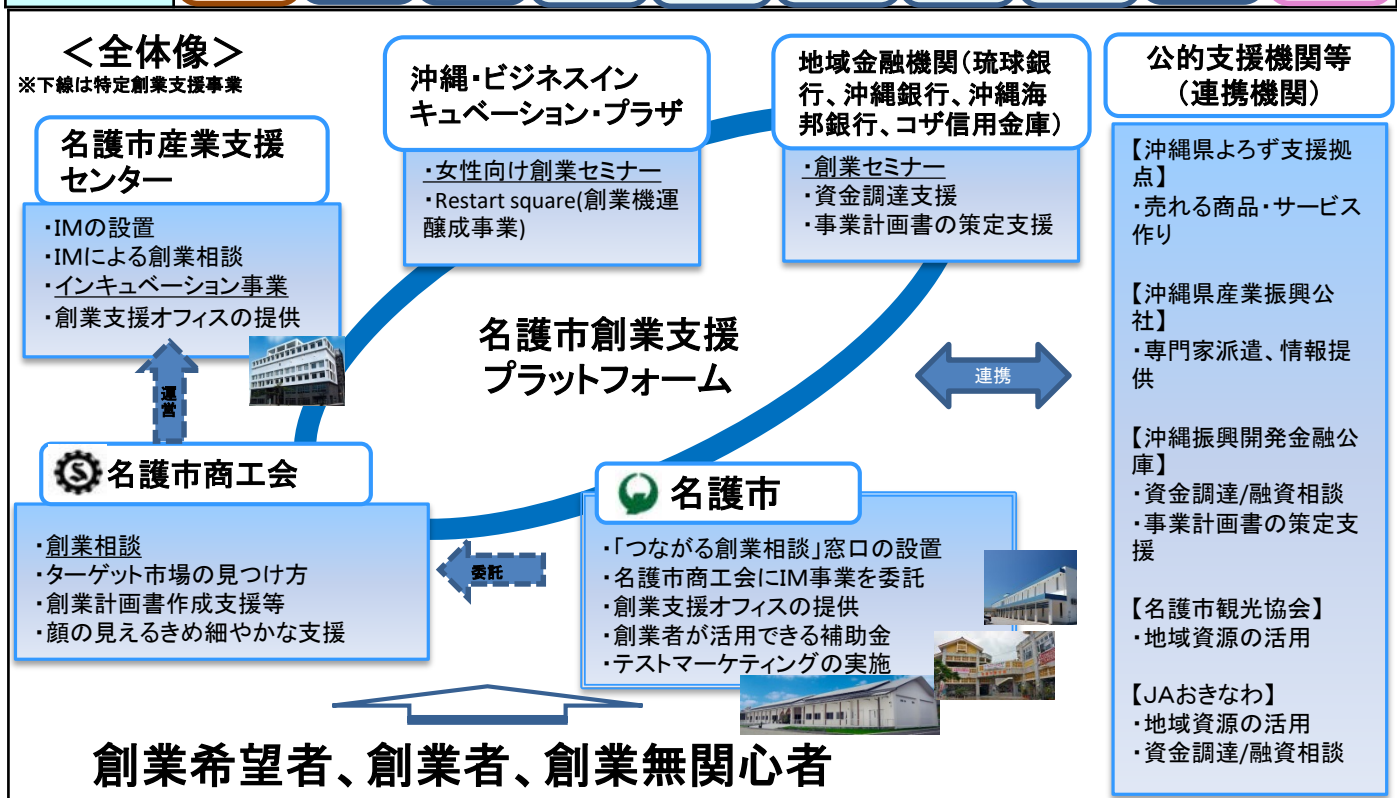 <全体像>
※下線は特定創業支援事業
名護市産業支援
センター
・IMの設置
・IMによる創業相談
・インキュベーション事業
・創業支援オフィスの提供
沖縄・ビジネスイン
キュベーション・プラザ
・女性向け創業セミナー
・Restart square(創業機運
醸成事業)
地域金融機関(琉球銀
行、沖縄銀行、沖縄海
邦銀行、コザ信用金庫)
・創業セミナー
・資金調達支援
・事業計画書の策定支援
公的支援機関等
(連携機関)
【沖縄県よろず支援拠
点】
・売れる商品・サービス
作り
【沖縄県産業振興公
社】
・専門家派遣、情報提
供
【沖縄振興開発金融公
庫】
・資金調達/融資相談
・事業計画書の策定支
援
【名護市観光協会】
・地域資源の活用
【JAおきなわ】
・地域資源の活用
・資金調達/融資相談
名護市創業支援
プラットフォーム
連携
運営
名護市商工会
・創業相談
・ターゲット市場の見つけ方
・創業計画書作成支援等
・顔の見えるきめ細やかな支援
委託
名護市
・「つながる創業相談」窓口の設置
・名護市商工会にIM事業を委託
・創業支援オフィスの提供
・創業者が活用できる補助金
・テストマーケティングの実施
創業希望者、創業者、創業無関心者